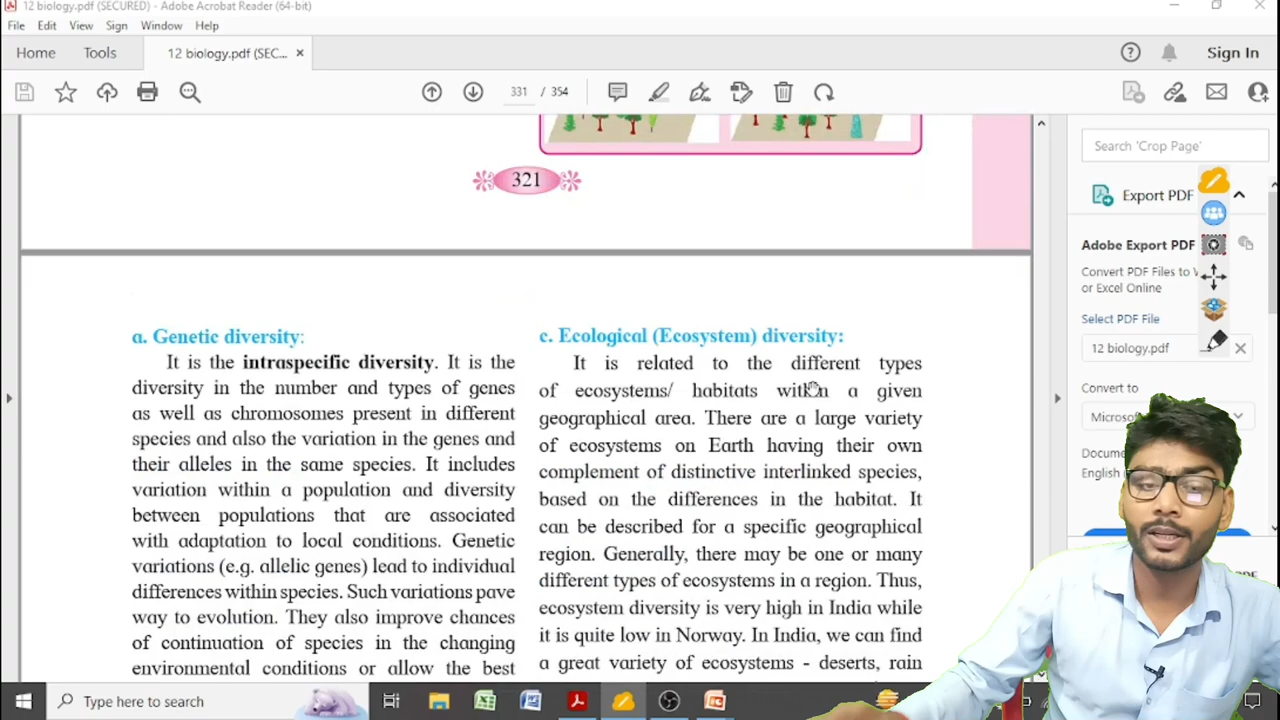 12 biology.pdf (SECURED) - Adobe Acrobat Reader (64-bit)
File Edit View Sign Window Help
Home Tools 12 biology.pdf (SEC... × Sign In
331 / 354
321
a. Genetic diversity:
It is the intraspecific diversity. It is the
diversity in the number and types of genes
as well as chromosomes present in different
species and also the variation in the genes and
their alleles in the same species. It includes
variation within a population and diversity
between populations that are associated
with adaptation to local conditions. Genetic
variations (e.g. allelic genes) lead to individual
differences within species. Such variations pave
way to evolution. They also improve chances
of continuation of species in the changing
environmental conditions or allow the best
c. Ecological (Ecosystem) diversity:
It is related to the different types
of ecosystems/ habitats within a given
geographical area. There are a large variety
of ecosystems on Earth having their own
complement of distinctive interlinked species,
based on the differences in the habitat. It
can be described for a specific geographical
region. Generally, there may be one or many
different types of ecosystems in a region. Thus,
ecosystem diversity is very high in India while
it is quite low in Norway. In India, we can find
a great variety of ecosystems - deserts, rain
Search 'Crop Page'
Export PDF
Adobe Export PDF
Convert PDF Files to W
or Excel Online
Select PDF File
12 biology.pdf
Convert to
Micros
Docume
English (
Type here to search